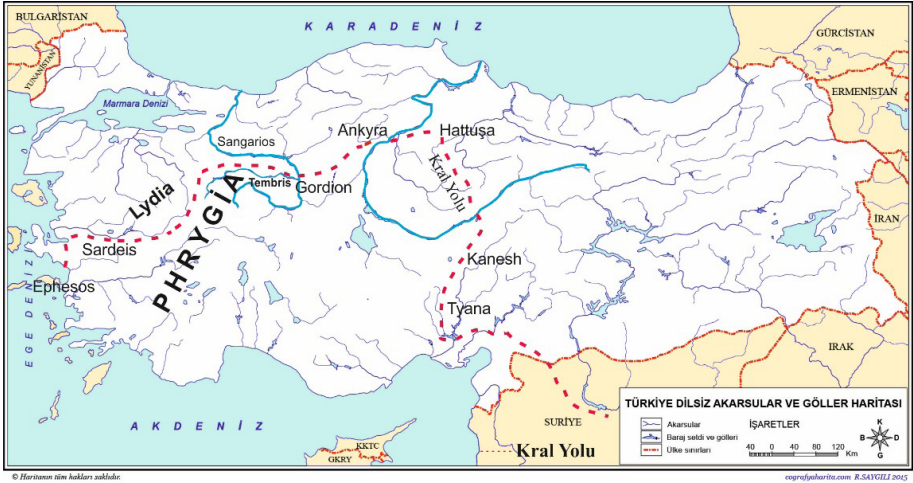 BULGARİSTAN
KARADENİZ
GÜRCİSTAN
YUNANİSTAN
ERMENİSTAN
Marmara Denizi
Sangarios
Ankyra
Hattuşa
Kral Yolu
Tembris
Gordion
Lydia
PHRYGİA
İRAN
Sardeis
Kanesh
Ephesos
EGE DENİZ
Tyana
IRAK
SURİYE
AKDENİZ
KKTC
GKRY
Kral Yolu
TÜRKİYE DİLSİZ AKARSULAR VE GÖLLER HARİTASI
Akarsular
İŞARETLER
Baraj setdi ve gölleri
Ülke sınırları
40 0 40 80 120
Km
K
B D
G
© Haritanın tüm hakları saklıdır.
cografyaharita.com R.SAYGILI 2015